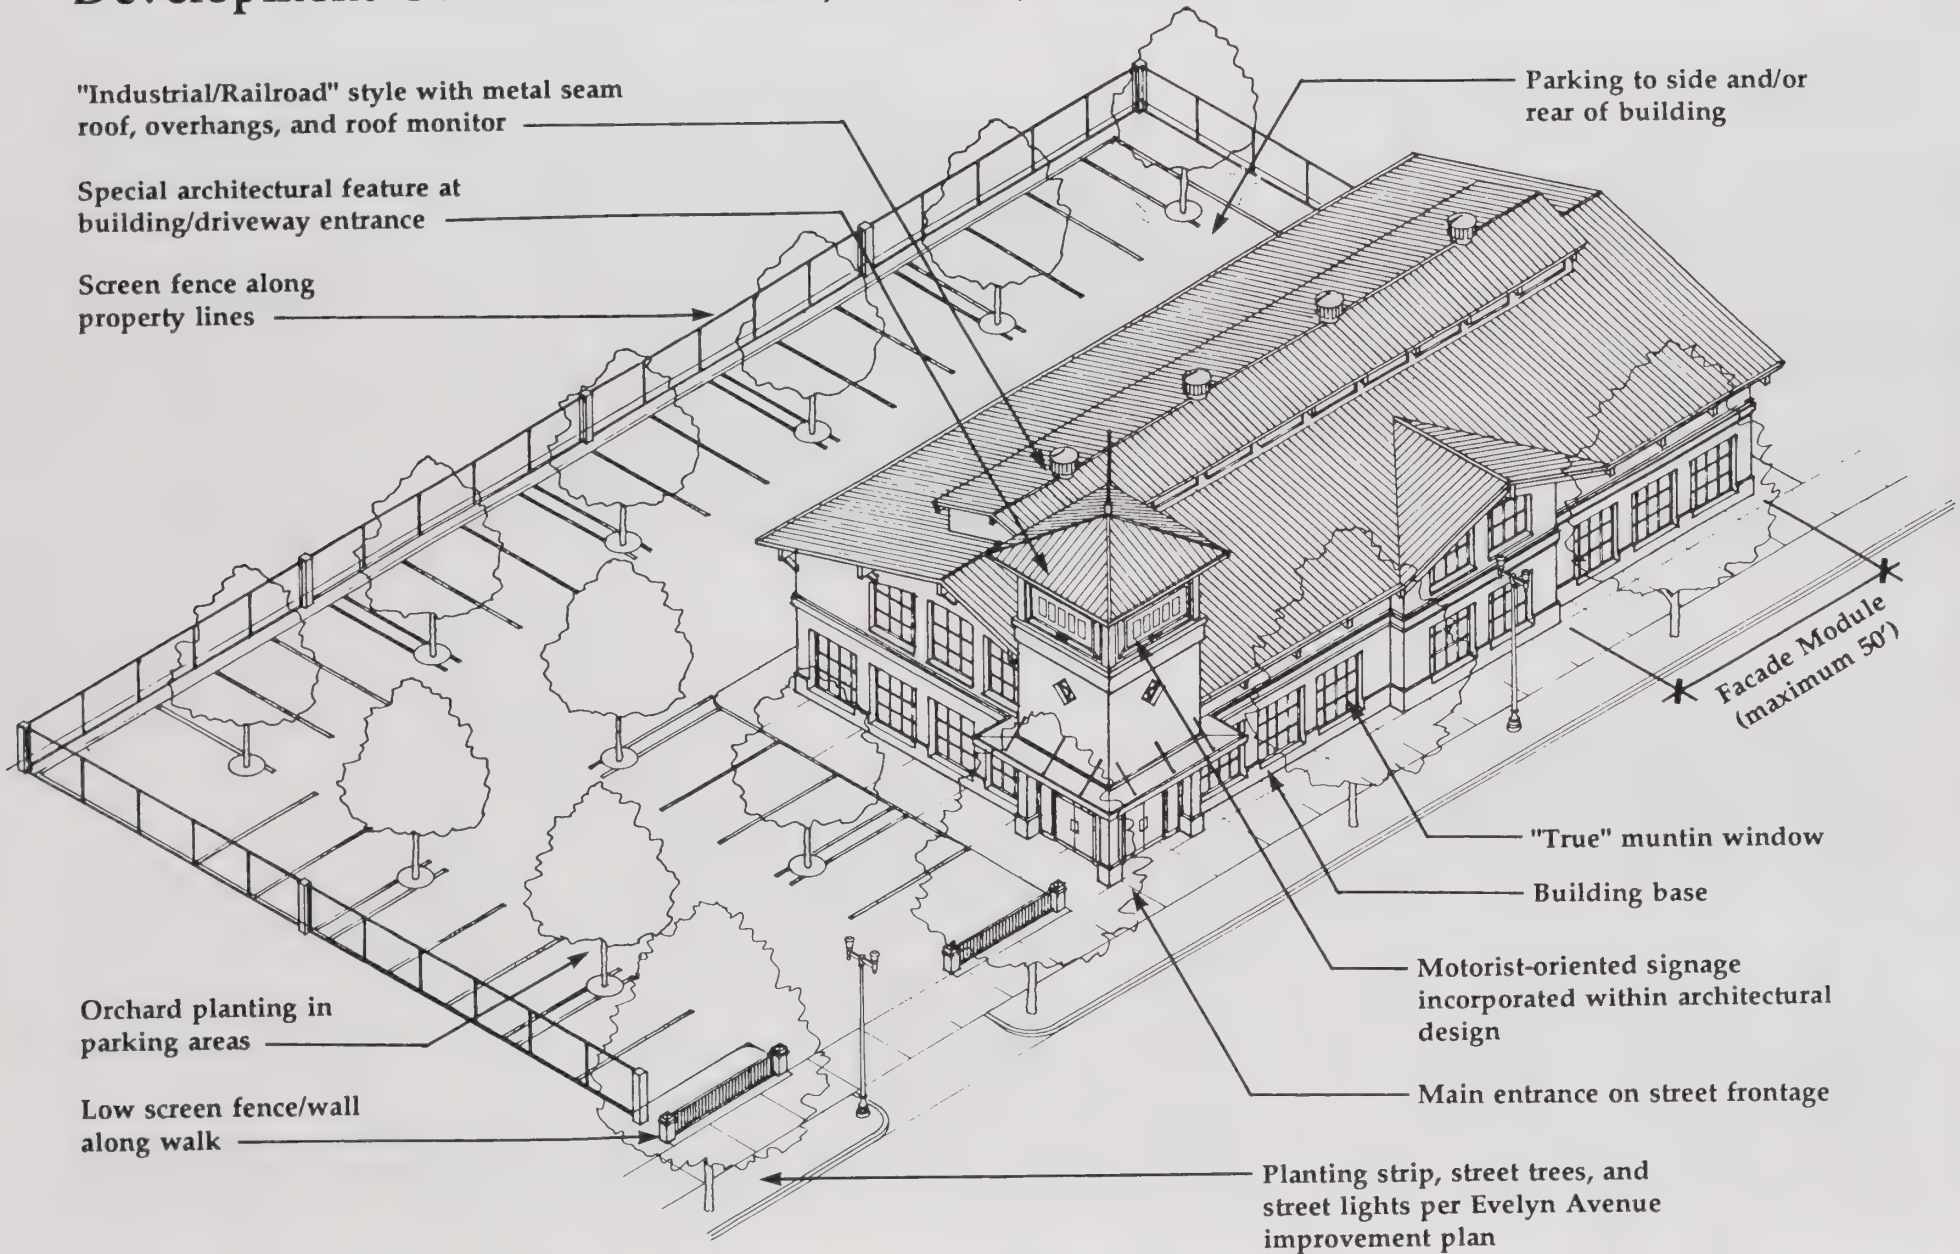 "Industrial/Railroad" style with metal seam
roof, overhangs, and roof monitor
Special architectural feature at
building/driveway entrance
Screen fence along
property lines
Parking to side and/or
rear of building
Facade Module
(maximum 50')
"True" muntin window
Building base
Motorist-oriented signage
incorporated within architectural
design
Main entrance on street frontage
Orchard planting in
parking areas
Low screen fence/wall
along walk
Planting strip, street trees, and
street lights per Evelyn Avenue
improvement plan